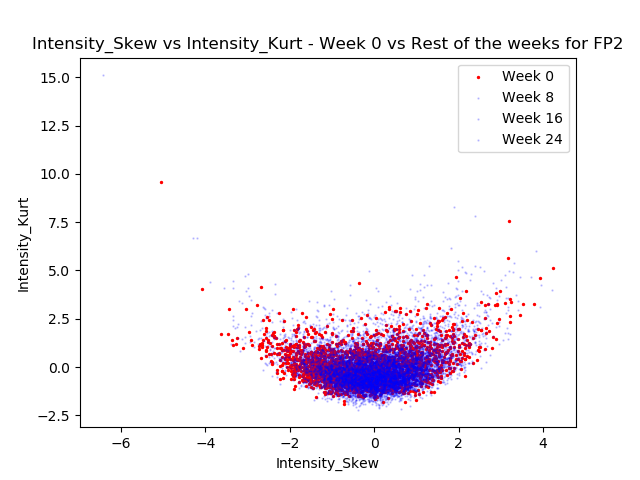 Intensity_Skew vs Intensity_Kurt - Week 0 vs Rest of the weeks for FP2
Week 0
Week 8
Week 16
Week 24
15.0
12.5
10.0
7.5
5.0
2.5
0.0
−2.5
Intensity_Kurt
−6
−4
−2
0
2
4
Intensity_Skew